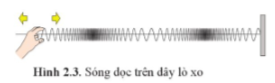 Hình 2.3. Sóng dọc trên dây lò xo